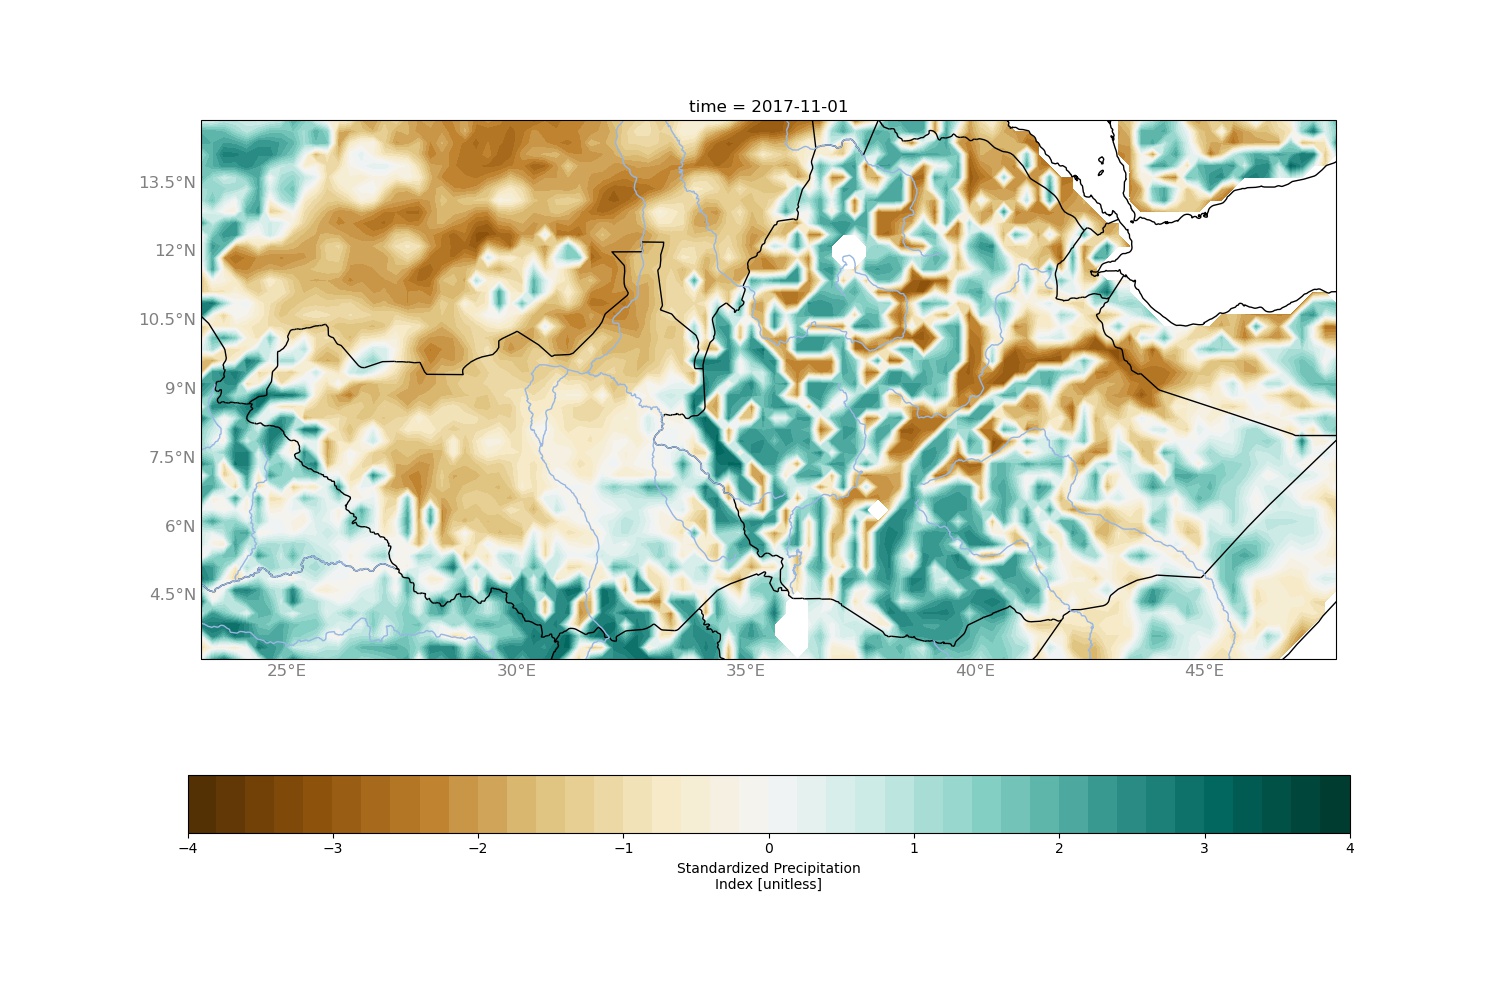 time = 2017-11-01
13.5°N
12°N
10.5°N
9°N
7.5°N
6°N
4.5°N
25°E 30°E 35°E 40°E 45°E
−4 −3 −2 −1 0 1 2 3 4
Standardized Precipitation
Index [unitless]